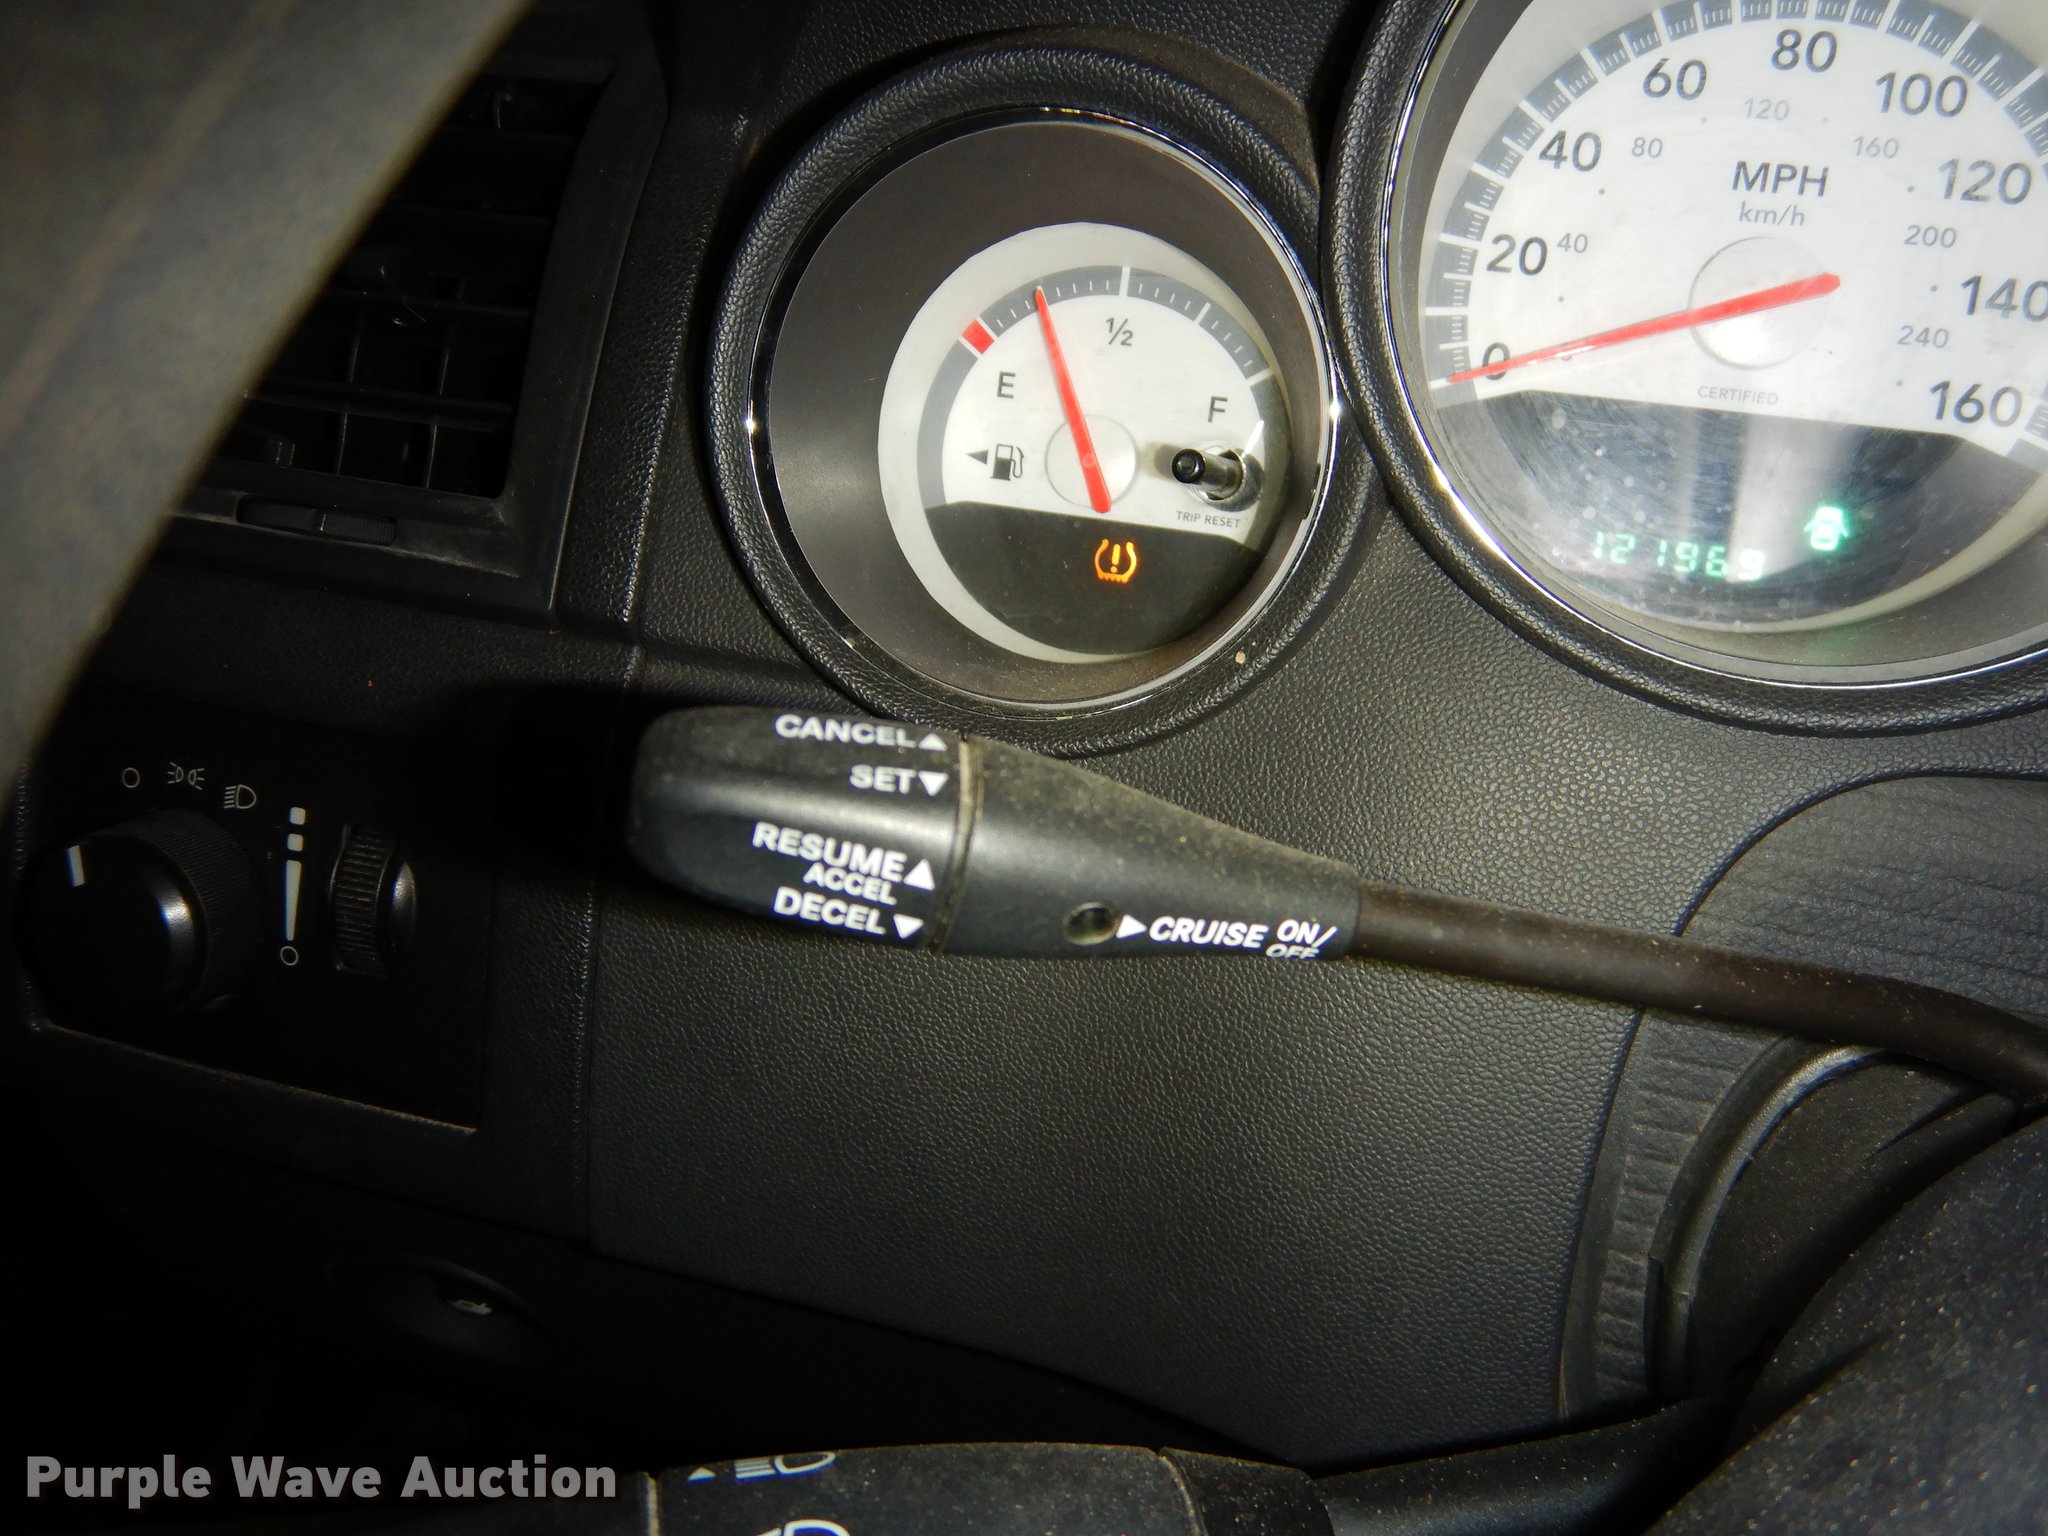 1/2
E
F
TRIP RESET
20
40
60
80
100
120
140
160
0
40
80
120
160
200
240
MPH
km/h
CERTIFIED
121969
CANCEL▲
SET▼
RESUME▲
ACCEL
DECEL▼
▶CRUISE ON/
OFF
Purple Wave Auction